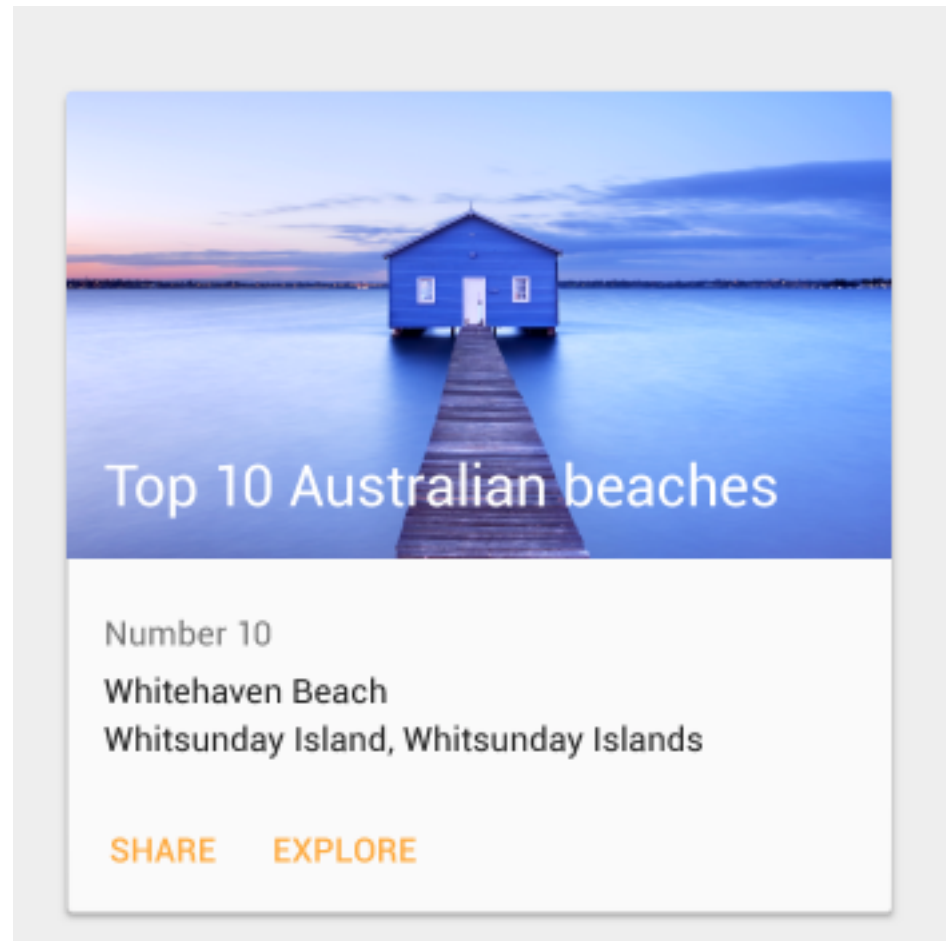 Top 10 Australian beaches
Number 10
Whitehaven Beach
Whitsunday Island, Whitsunday Islands
SHARE EXPLORE